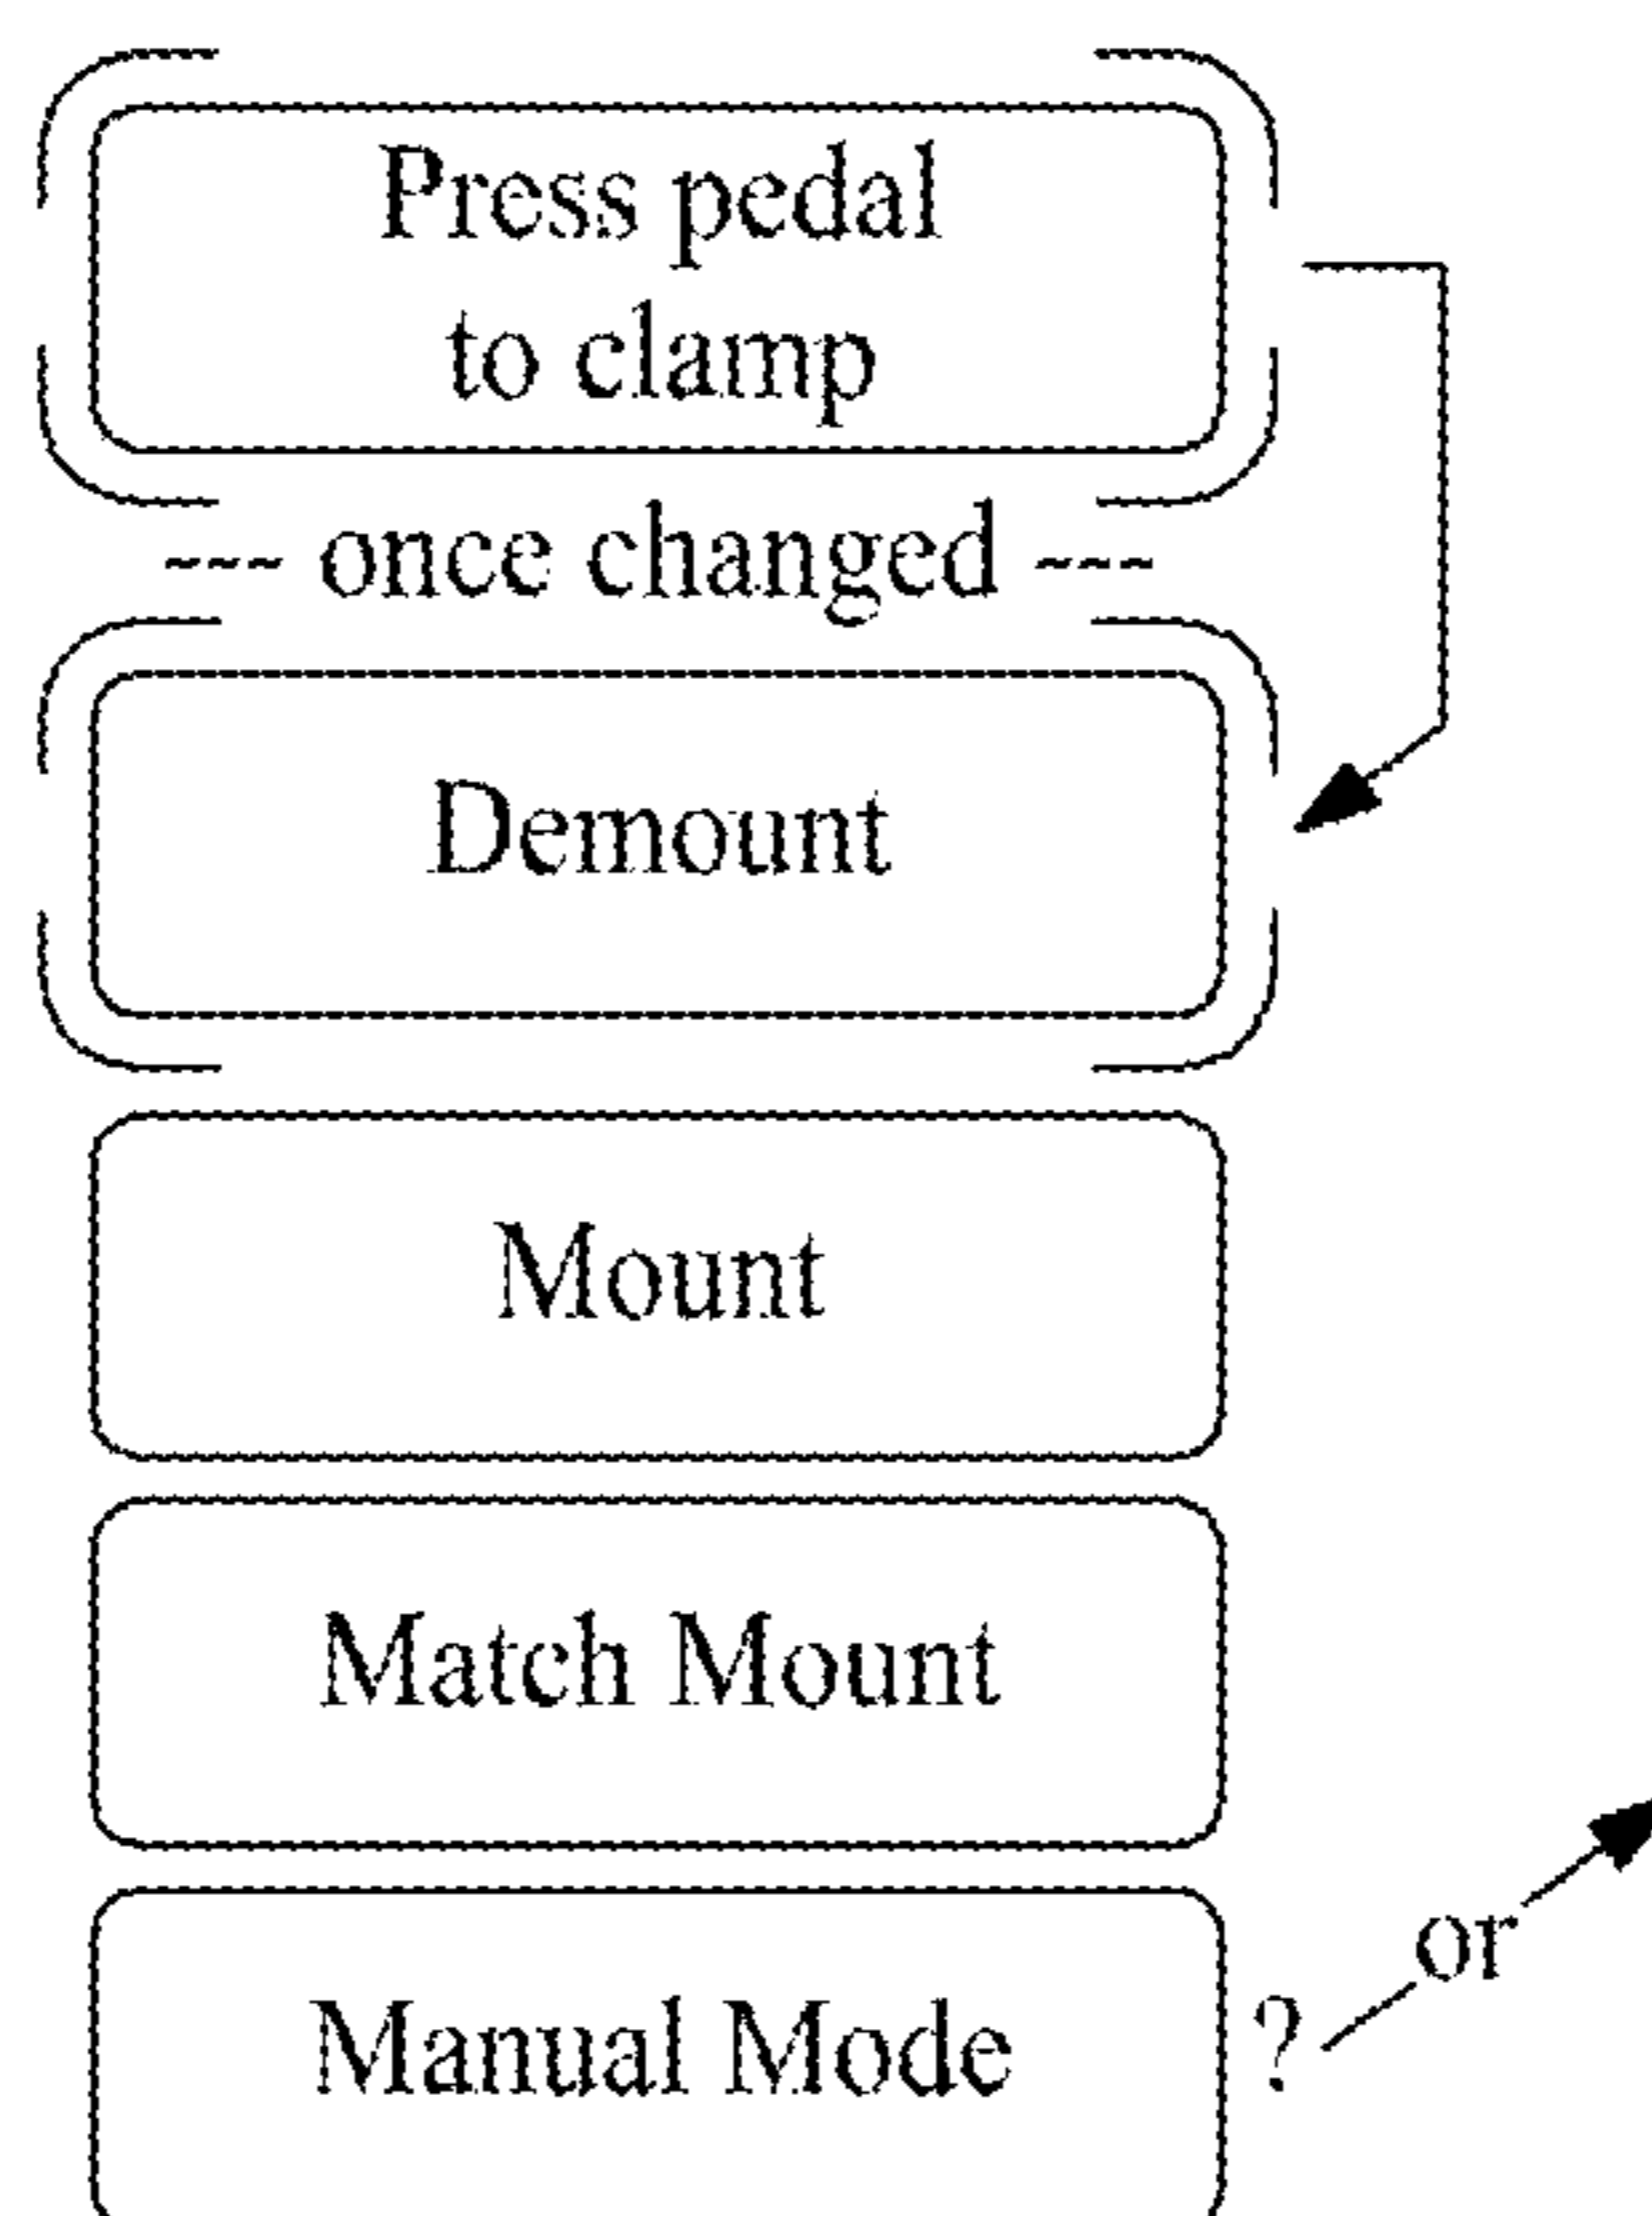 Press pedal
to clamp
--- once changed ---
Demount
Mount
Match Mount
or
Manual Mode ?